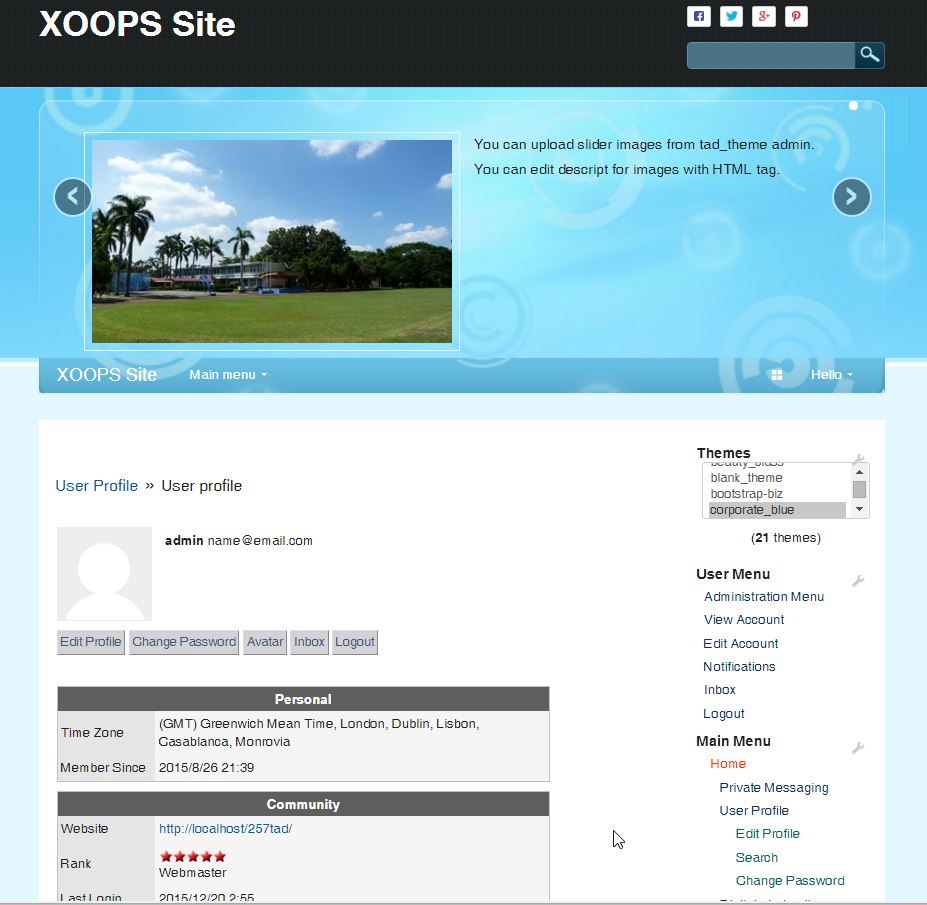 XOOPS Site
You can upload slider images from tad_theme admin.
You can edit descript for images with HTML tag.
XOOPS Site
Main menu
Hello
User Profile » User profile
admin name@email.com
Edit Profile
Change Password
Avatar
Inbox
Logout
Personal
Time Zone
(GMT) Greenwich Mean Time, London, Dublin, Lisbon,
Casablanca, Monrovia
Member Since 2015/8/26 21:39
Community
Website http://localhost/257tad/
Rank
Webmaster
Last Login 2015/12/20 2:55
Themes
blank_theme
bootstrap-biz
corporate_blue
(21 themes)
User Menu
Administration Menu
View Account
Edit Account
Notifications
Inbox
Logout
Main Menu
Home
Private Messaging
User Profile
Edit Profile
Search
Change Password